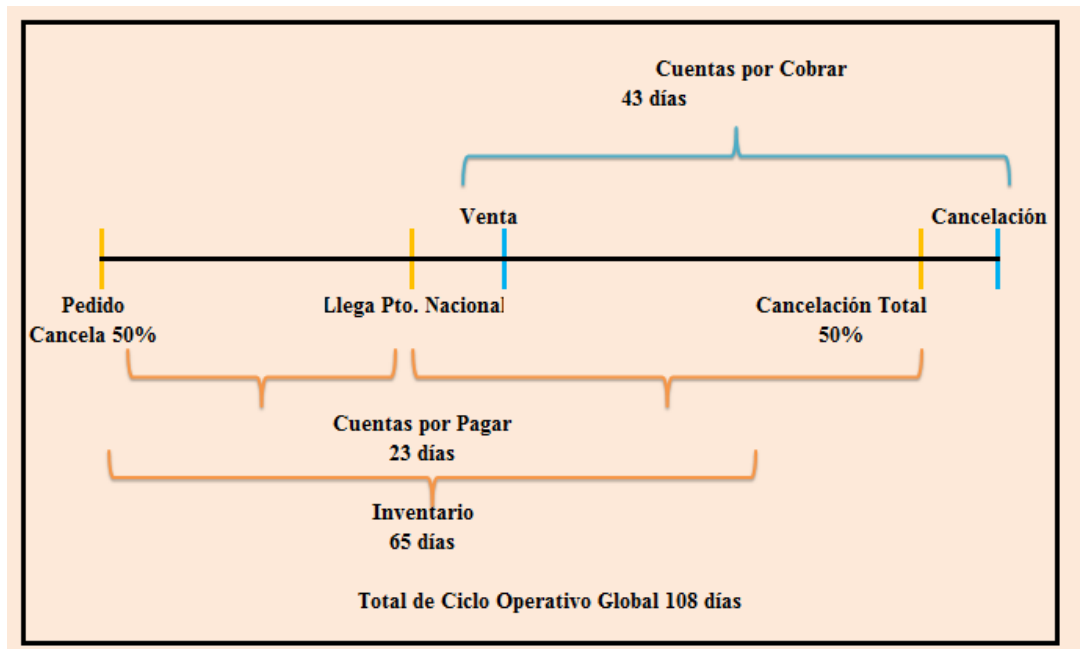 Cuentas por Cobrar
43 días
Venta
Cancelación
Pedido
Cancela 50%
Llega Pto. Nacional
Cancelación Total
50%
Cuentas por Pagar
23 días
Inventario
65 días
Total de Ciclo Operativo Global 108 días